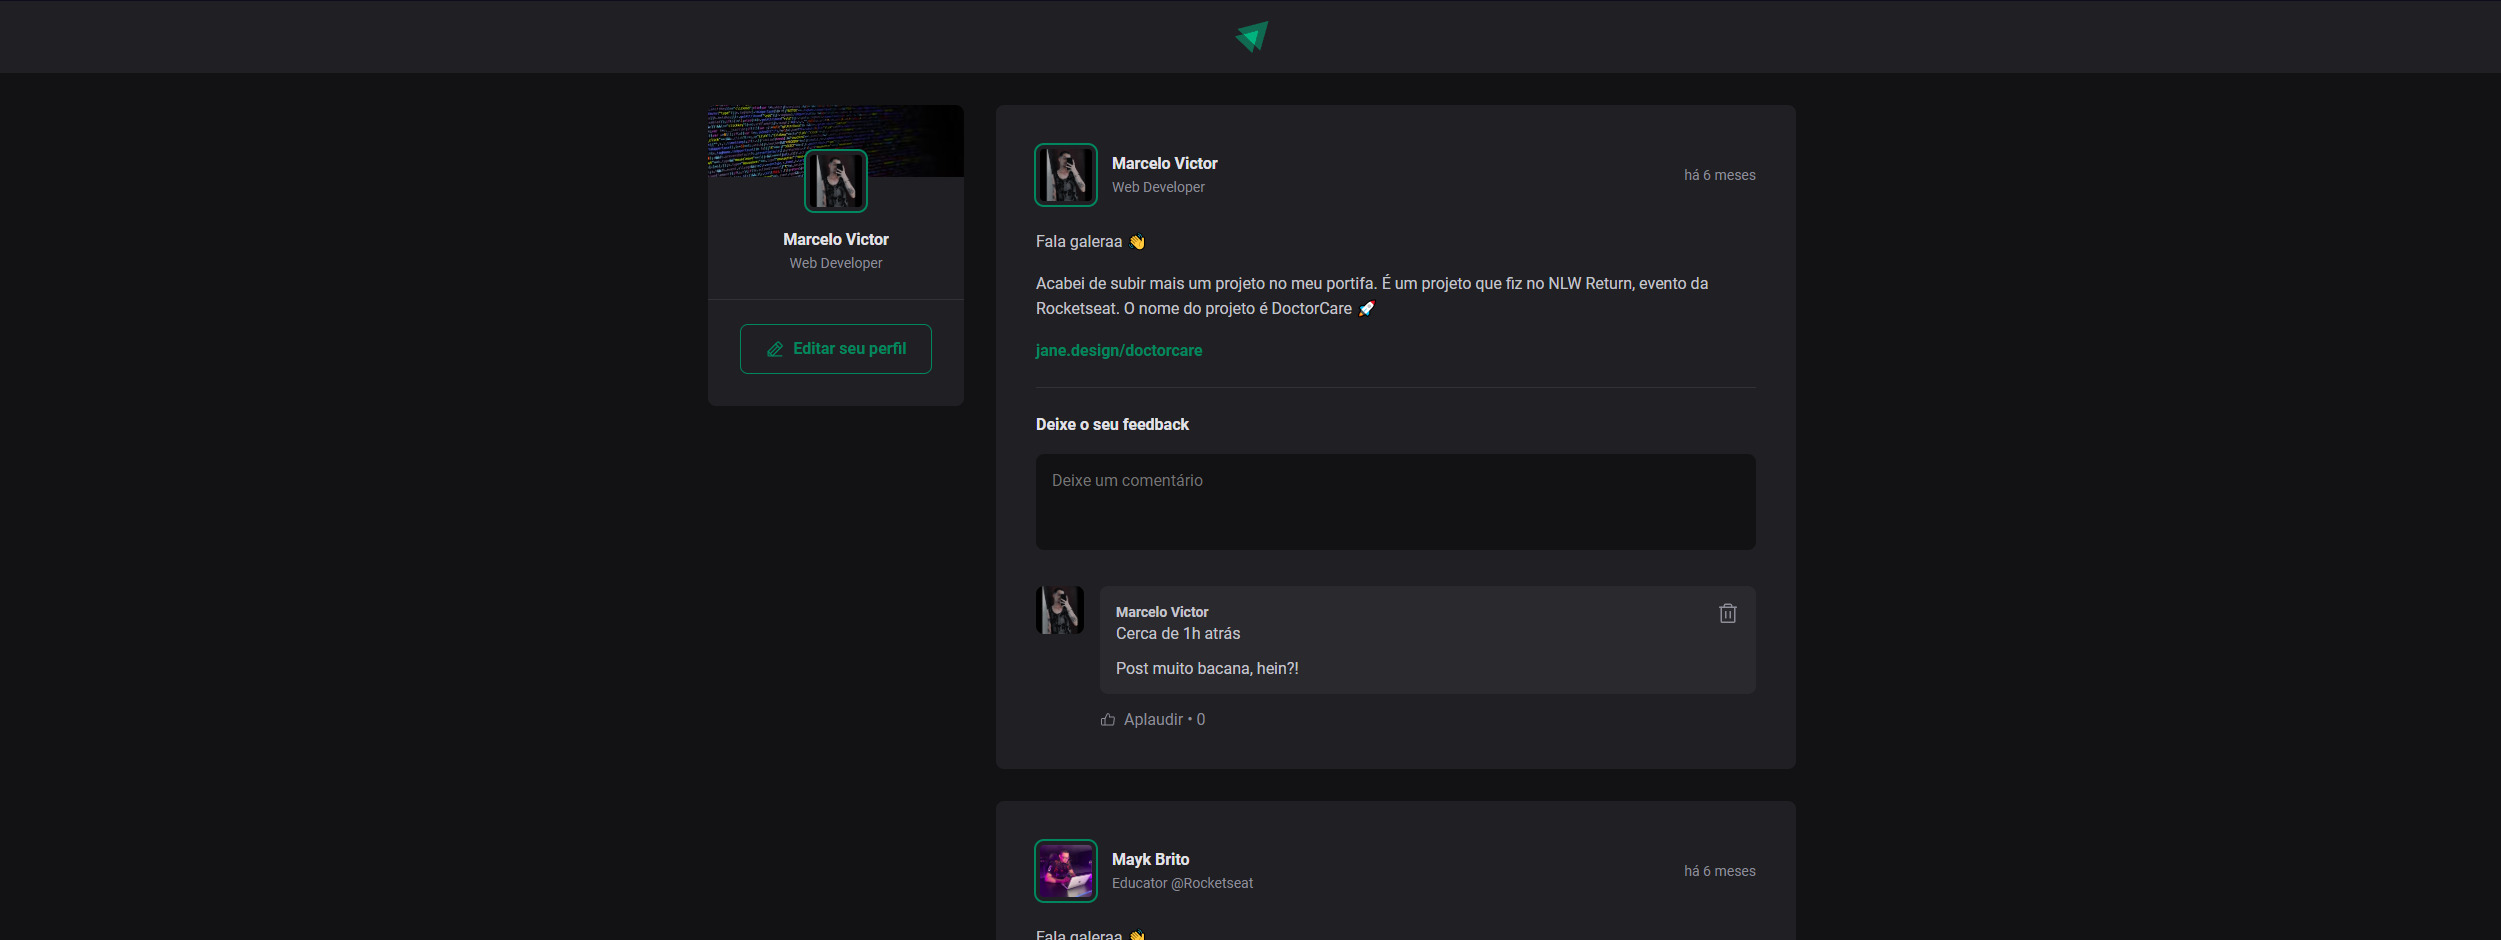 Marcelo Victor
Web Developer
Editar seu perfil
Marcelo Victor
Web Developer
há 6 meses
Fala galeraa 👋
Acabei de subir mais um projeto no meu portifa. É um projeto que fiz no NLW Return, evento da
Rocketseat. O nome do projeto é DoctorCare 🚀
jane.design/doctorcare
Deixe o seu feedback
Deixe um comentário
Marcelo Victor
Cerca de 1h atrás
Post muito bacana, hein?!
Aplaudir • 0
Mayk Brito
Educator @Rocketseat
há 6 meses
Fala galeraa 👋